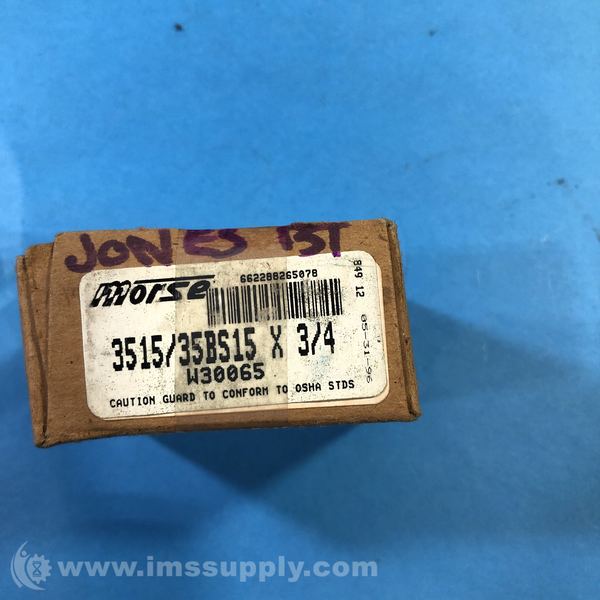 JONES BT
morse
662288265078
849 12 05-31-96
3515/35BS15 X 3/4
W30065
CAUTION GUARD TO CONFORM TO OSHA STDS
www.imssupply.com